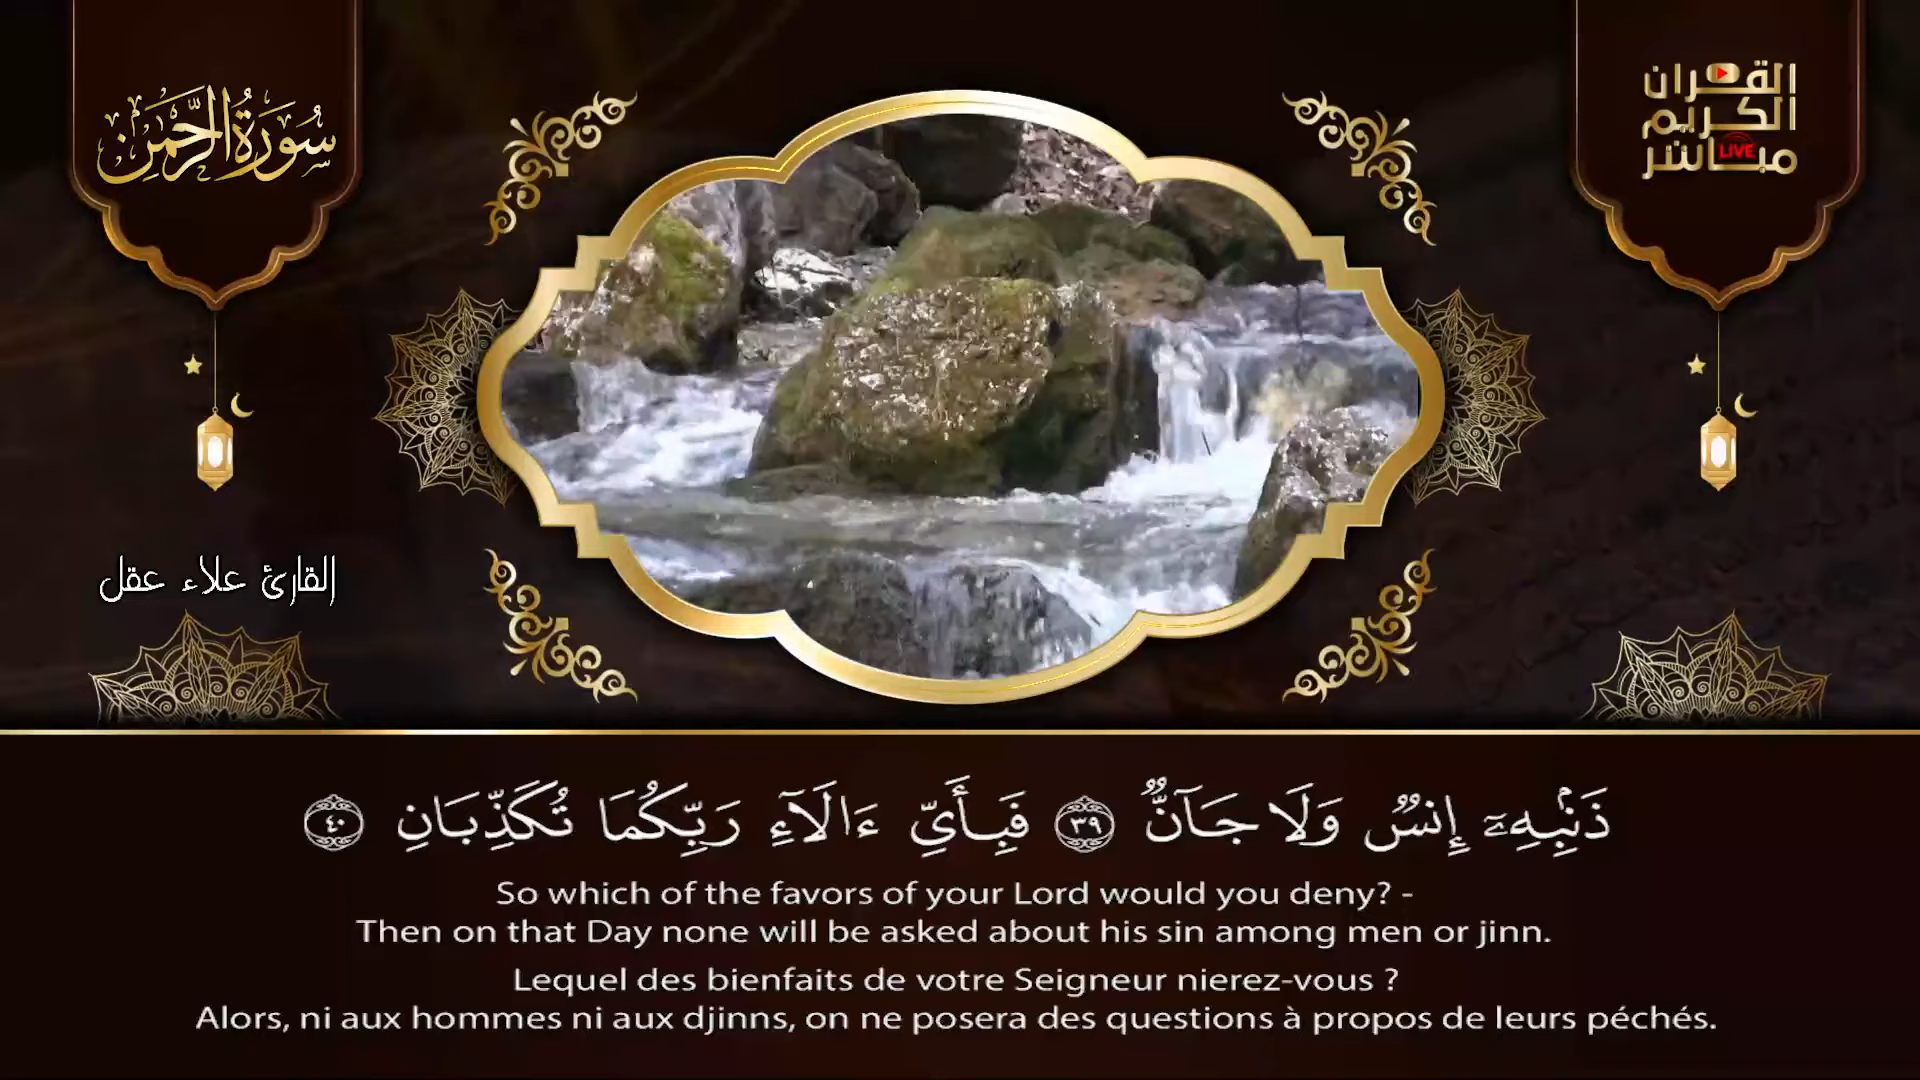 سُورَةُ الرَّحْمَٰنِ
القرآن
الكريم
مباشر
LIVE
القارئ علاء عقل
ذَنۢبِهِۦٓ إِنسٌ وَلَا جَآنٌّ ٣٩ فَبِأَيِّ ءَالَآءِ رَبِّكُمَا تُكَذِّبَانِ ٤٠
So which of the favors of your Lord would you deny? -
Then on that Day none will be asked about his sin among men or jinn.
Lequel des bienfaits de votre Seigneur nierez-vous ?
Alors, ni aux hommes ni aux djinns, on ne posera des questions à propos de leurs péchés.